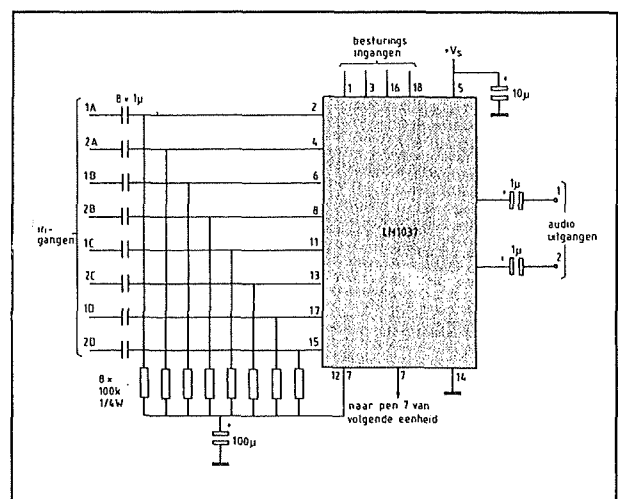 besturings
ingangen
+Vs
1 3 16 18 5
10µ
8 × 1µ
1A 2
2A 4
1B 6
2B 8
1C 11
2C 13
1D 17
2D 15
in-
gangen
LM1037
1µ 1
1µ 2
audio
uitgangen
8 ×
100k
1/4W
12 7 7 14
naar pen 7 van
volgende eenheid
100µ